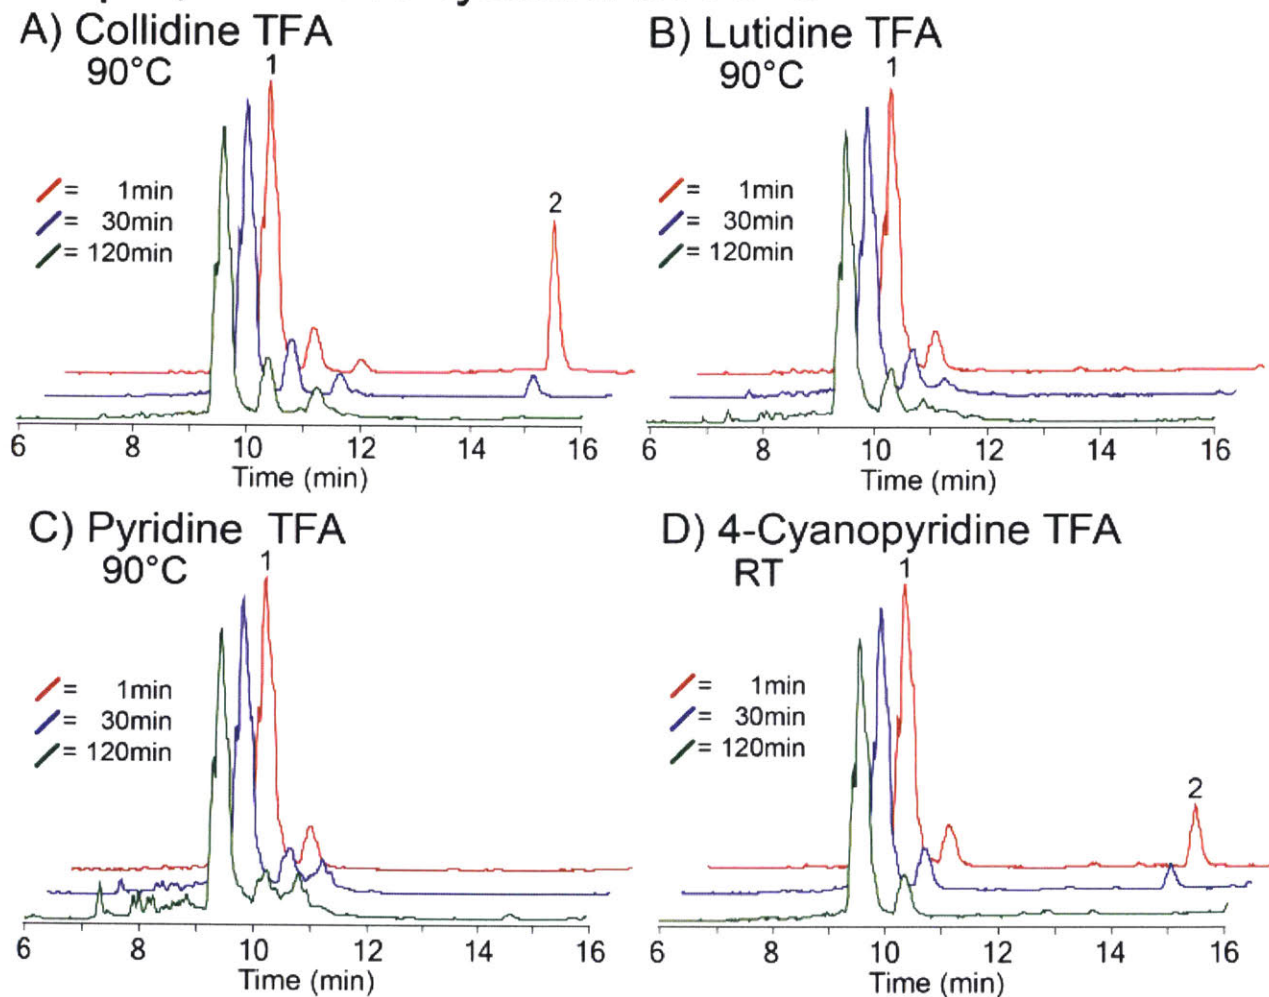 A) Collidine TFA
90°C
1
2
= 1min
= 30min
= 120min
6 8 10 12 14 16
Time (min)
B) Lutidine TFA
90°C
1
= 1min
= 30min
= 120min
6 8 10 12 14 16
Time (min)
C) Pyridine TFA
90°C
1
= 1min
= 30min
= 120min
6 8 10 12 14 16
Time (min)
D) 4-Cyanopyridine TFA
RT
1
2
= 1min
= 30min
= 120min
6 8 10 12 14 16
Time (min)